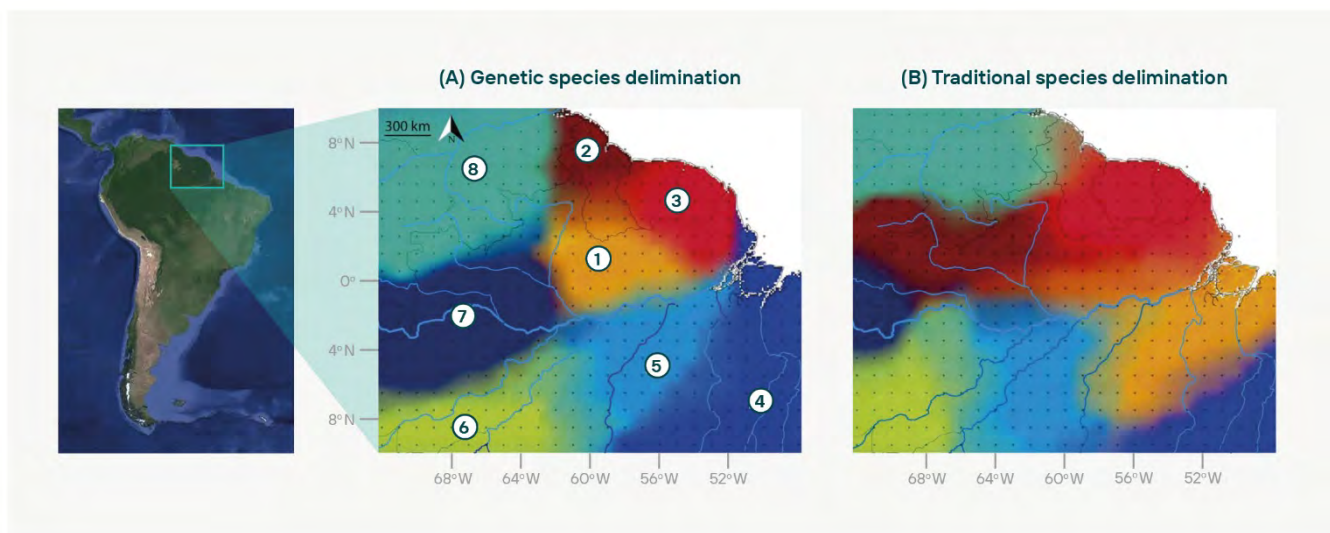 (A) Genetic species delimination
(B) Traditional species delimination
300 km
N
8°N
4°N
0°
4°N
8°N
2
8
3
1
7
5
4
6
68°W
64°W
60°W
56°W
52°W
68°W
64°W
60°W
56°W
52°W